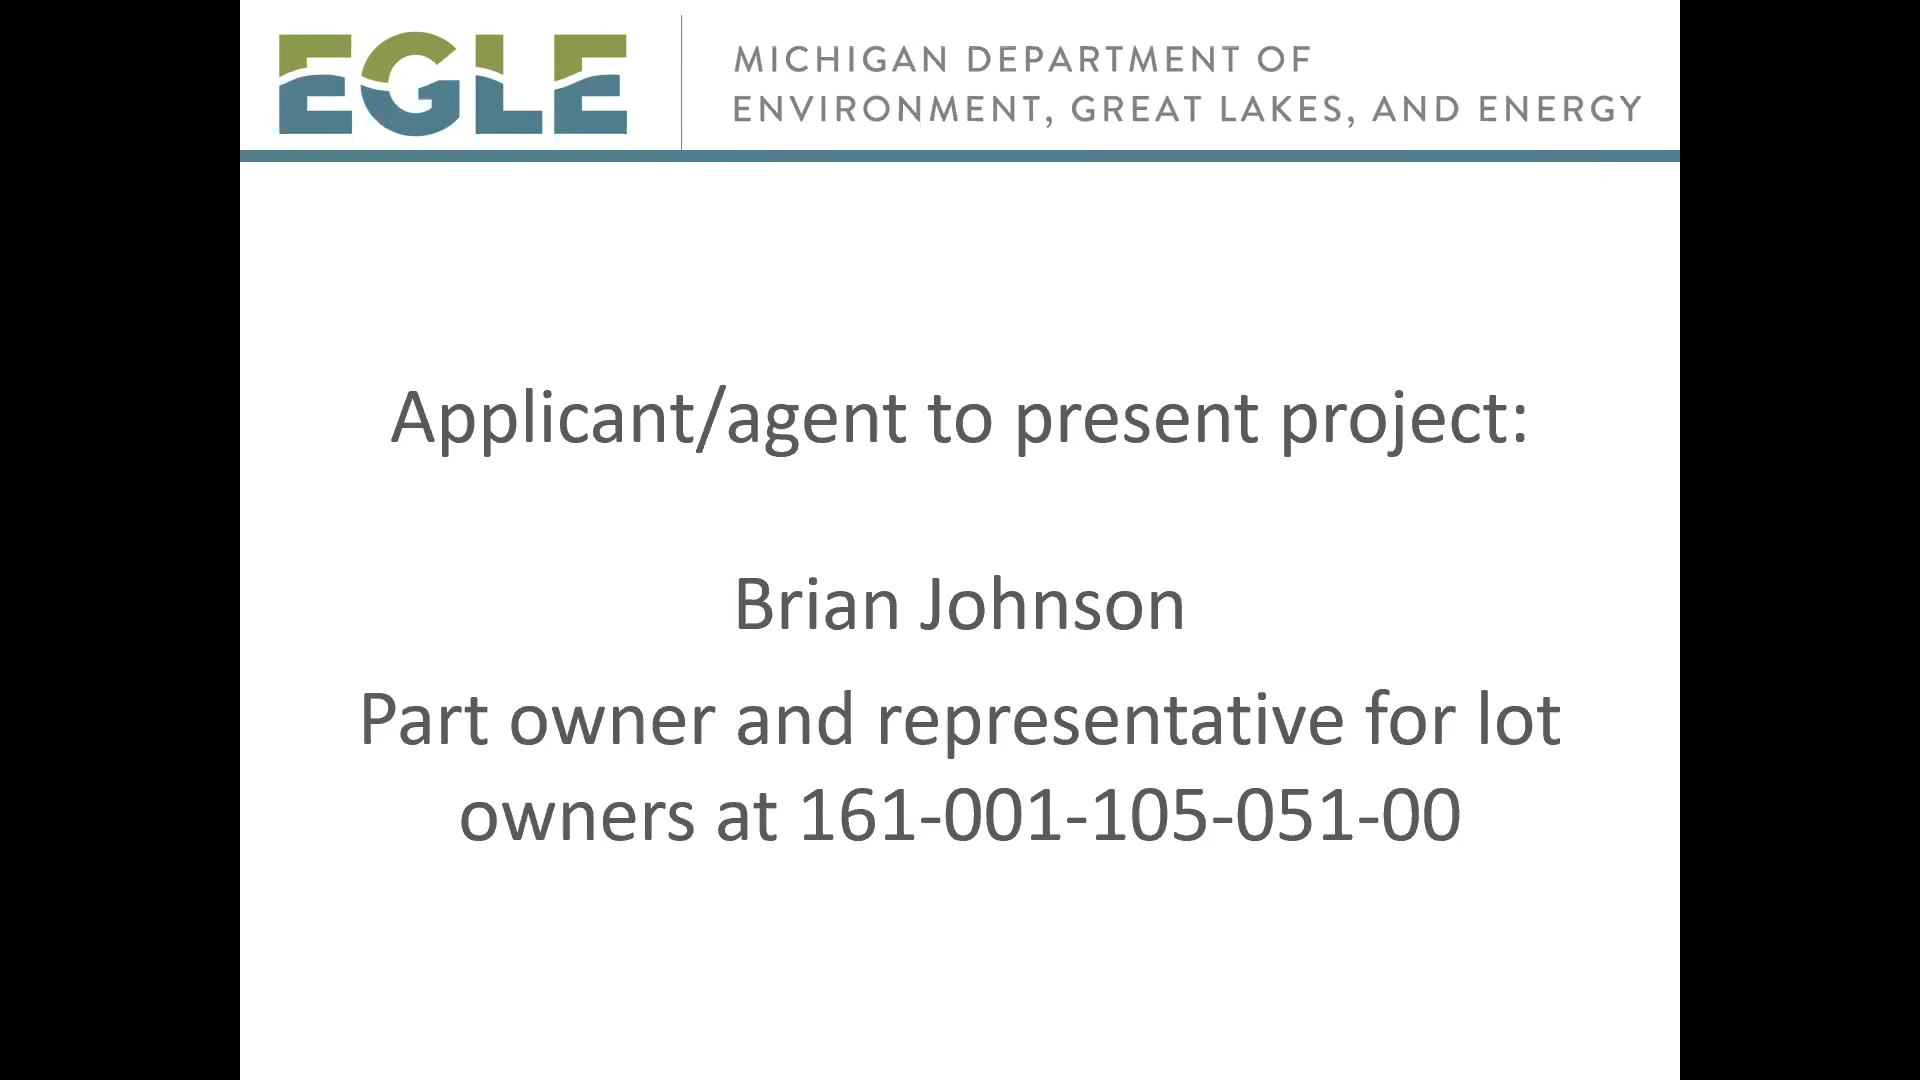 EGLE
MICHIGAN DEPARTMENT OF
ENVIRONMENT, GREAT LAKES, AND ENERGY
Applicant/agent to present project:
Brian Johnson
Part owner and representative for lot
owners at 161-001-105-051-00